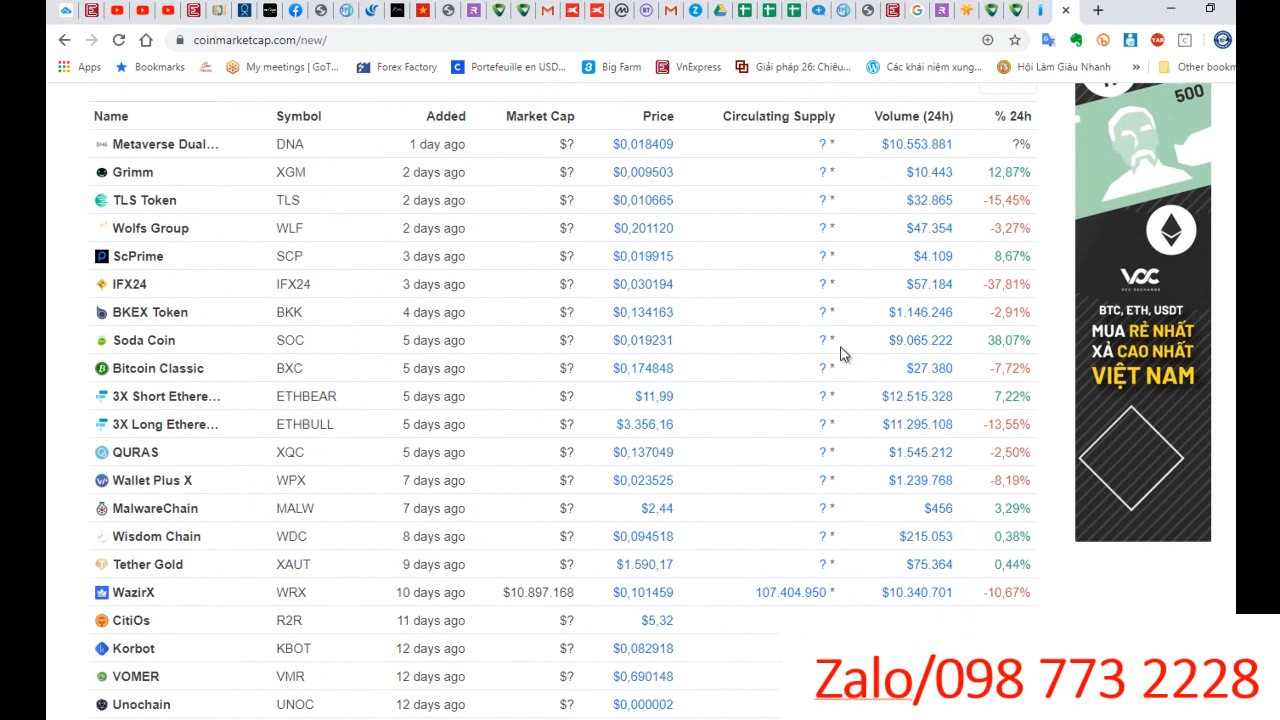 coinmarketcap.com/new/
Apps Bookmarks My meetings | GoT... Forex Factory Portefeuille en USD... Big Farm VnExpress Giải pháp 26: Chiêu... Các khái niệm xung... Hội Làm Giàu Nhanh » Other bookm
Name Symbol Added Market Cap Price Circulating Supply Volume (24h) % 24h
Metaverse Dual... DNA 1 day ago $? $0,018409 ? * $10.553.881 ?%
Grimm XGM 2 days ago $? $0,009503 ? * $10.443 12,87%
TLS Token TLS 2 days ago $? $0,010665 ? * $32.865 -15,45%
Wolfs Group WLF 2 days ago $? $0,201120 ? * $47.354 -3,27%
ScPrime SCP 3 days ago $? $0,019915 ? * $4.109 8,67%
IFX24 IFX24 3 days ago $? $0,030194 ? * $57.184 -37,81%
BKEX Token BKK 4 days ago $? $0,134163 ? * $1.146.246 -2,91%
Soda Coin SOC 5 days ago $? $0,019231 ? * $9.065.222 38,07%
Bitcoin Classic BXC 5 days ago $? $0,174848 ? * $27.380 -7,72%
3X Short Ethere... ETHBEAR 5 days ago $? $11,99 ? * $12.515.328 7,22%
3X Long Ethere... ETHBULL 5 days ago $? $3.356,16 ? * $11.295.108 -13,55%
QURAS XQC 5 days ago $? $0,137049 ? * $1.545.212 -2,50%
Wallet Plus X WPX 7 days ago $? $0,023525 ? * $1.239.768 -8,19%
MalwareChain MALW 7 days ago $? $2,44 ? * $456 3,29%
Wisdom Chain WDC 8 days ago $? $0,094518 ? * $215.053 0,38%
Tether Gold XAUT 9 days ago $? $1.590,17 ? * $75.364 0,44%
WazirX WRX 10 days ago $10.897.168 $0,101459 107.404.950 * $10.340.701 -10,67%
CitiOs R2R 11 days ago $? $5,32
Korbot KBOT 12 days ago $? $0,082918
VOMER VMR 12 days ago $? $0,690148
Unochain UNOC 12 days ago $? $0,000002
500
VCC
VCC EXCHANGE
BTC, ETH, USDT
MUA RẺ NHẤT
XẢ CAO NHẤT
VIỆT NAM
Zalo/098 773 2228